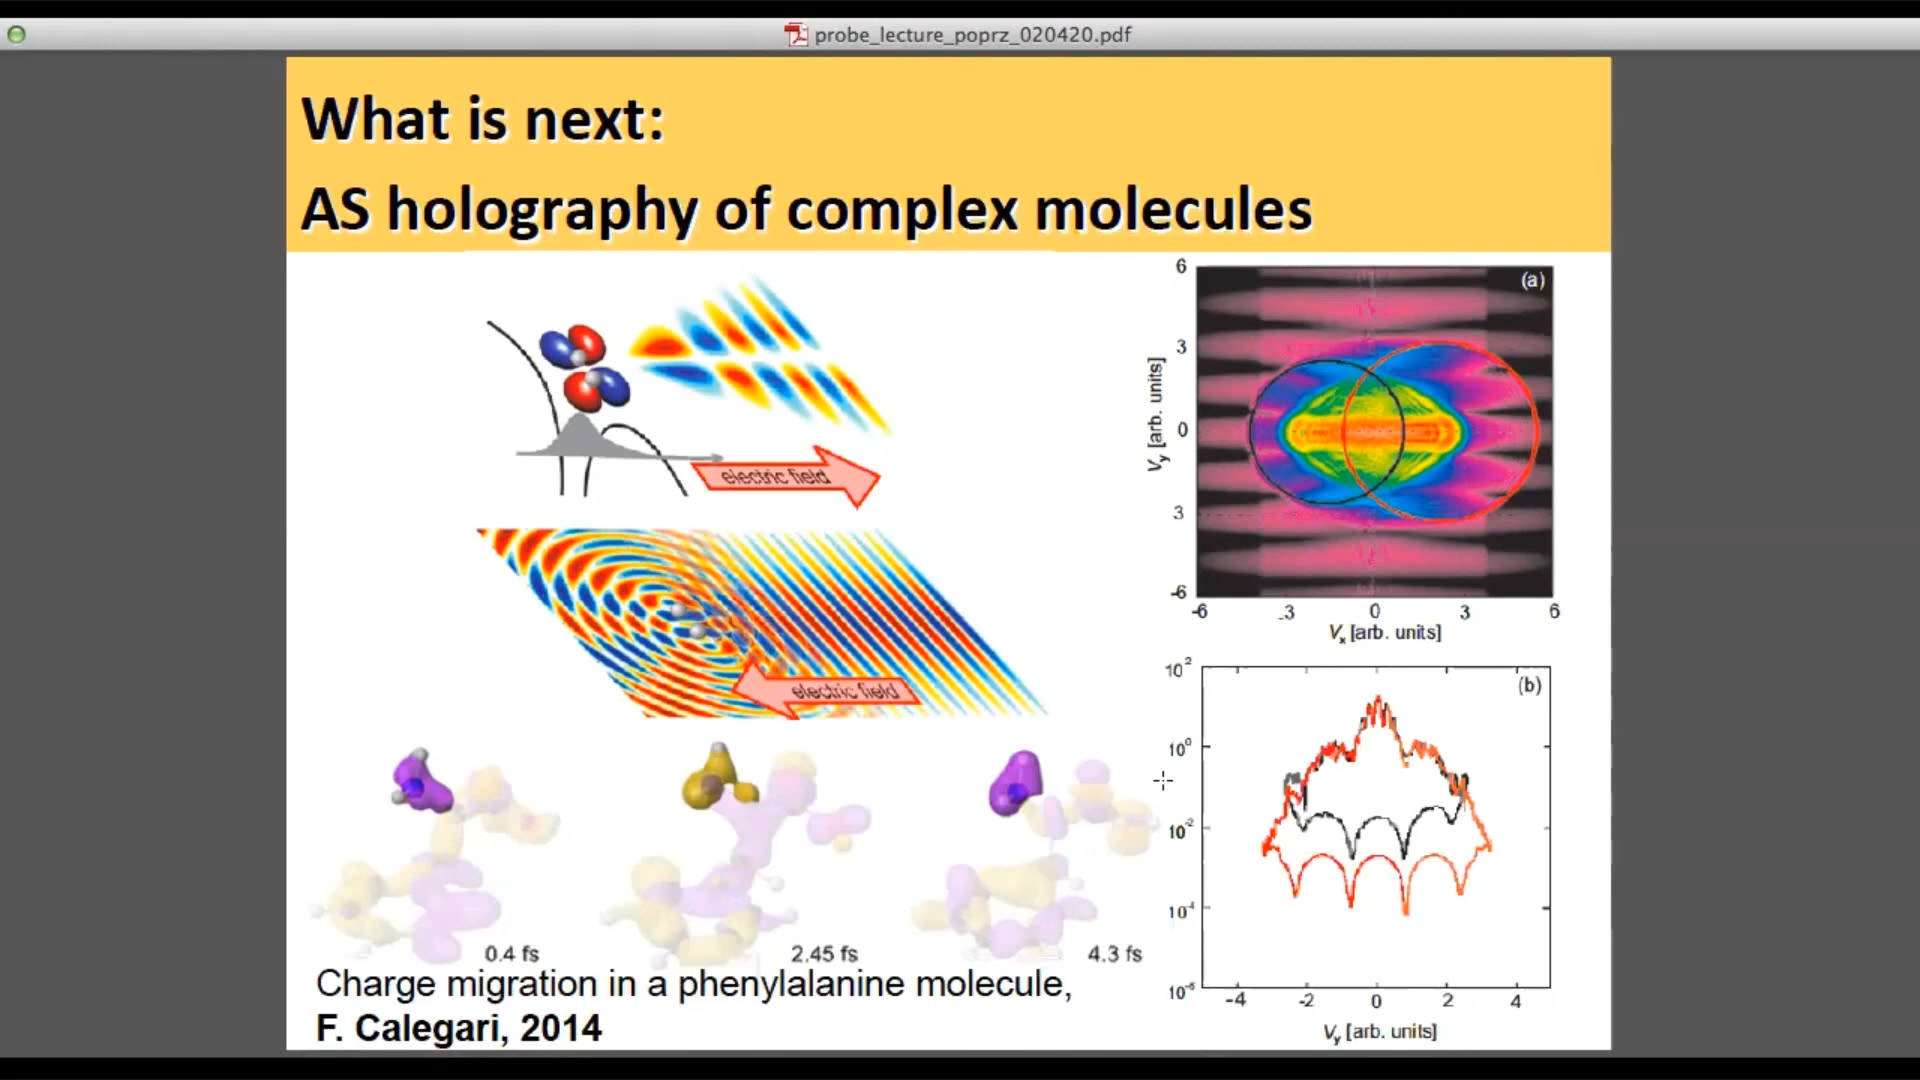 probe_lecture_poprz_020420.pdf
What is next:
AS holography of complex molecules
electric field
electric field
0.4 fs
2.45 fs
4.3 fs
Charge migration in a phenylalanine molecule,
F. Calegari, 2014
(a)
6
3
0
3
-6
Vy [arb. units]
-6 -3 0 3 6
Vx [arb. units]
(b)
10^2
10^0
10^-2
10^-4
10^-6
-4 -2 0 2 4
Vy [arb. units]